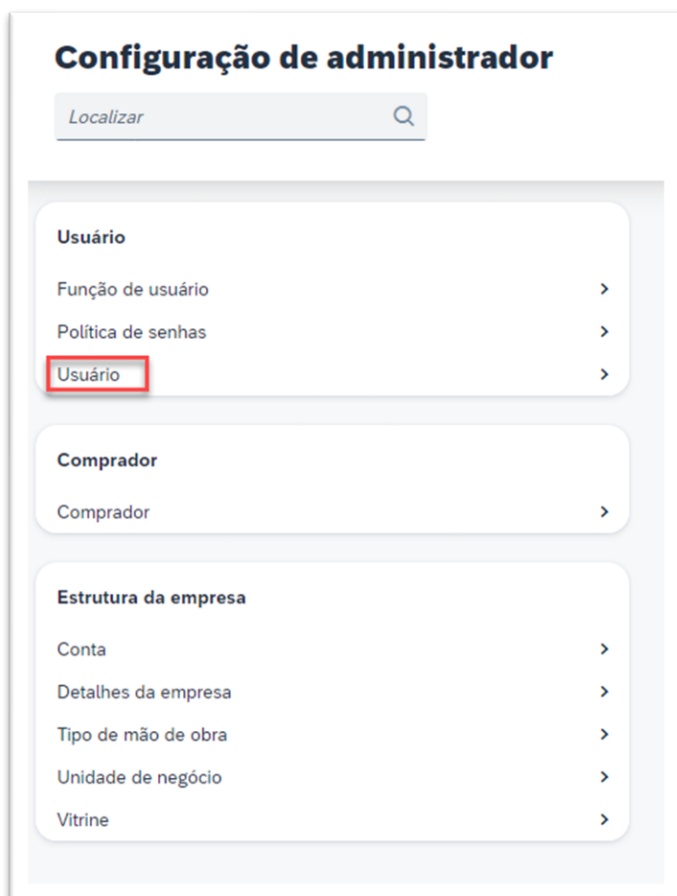 Configuração de administrador
Localizar
Usuário
Função de usuário
Política de senhas
Usuário
Comprador
Comprador
Estrutura da empresa
Conta
Detalhes da empresa
Tipo de mão de obra
Unidade de negócio
Vitrine